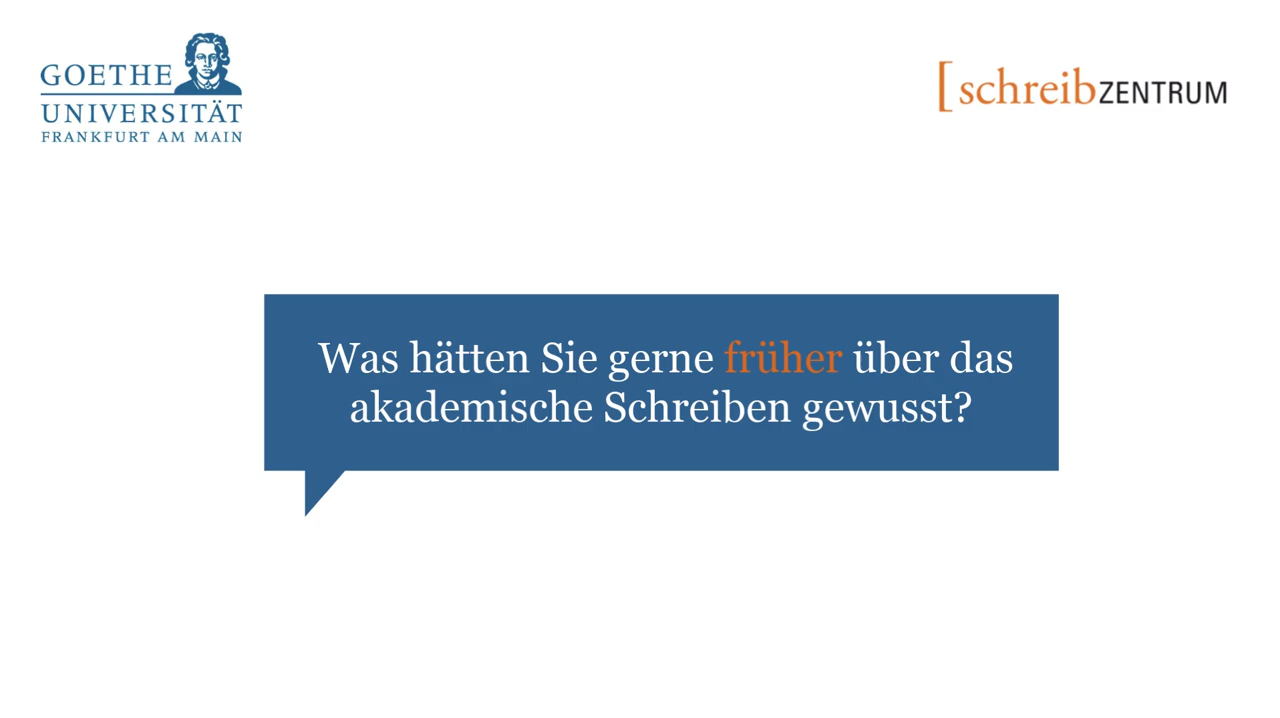 GOETHE
UNIVERSITÄT
FRANKFURT AM MAIN
[schreibZENTRUM
Was hätten Sie gerne früher über das
akademische Schreiben gewusst?